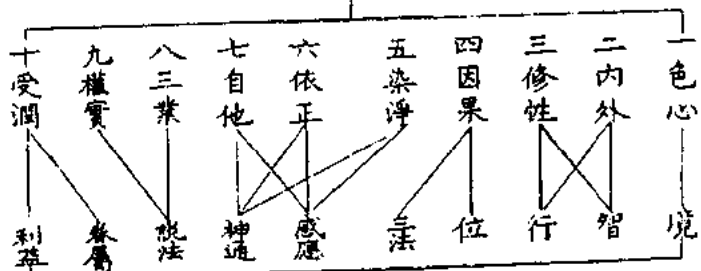 一色心
二内外
三修性
四因果
五染淨
六依正
七自他
八三業
九權實
十受潤
境
智
行
位
三法
感應
神通
說法
眷屬
利益